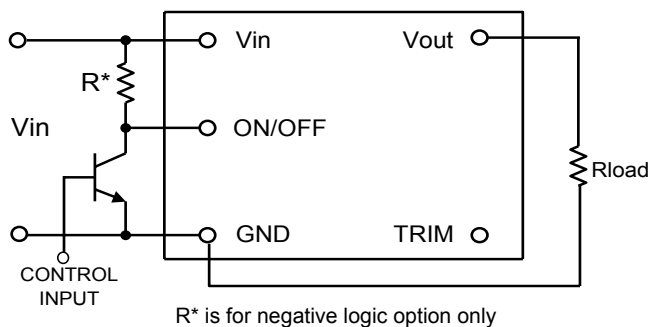 Vin
Vout
R*
Vin
ON/OFF
Rload
GND
TRIM
CONTROL
INPUT
R* is for negative logic option only